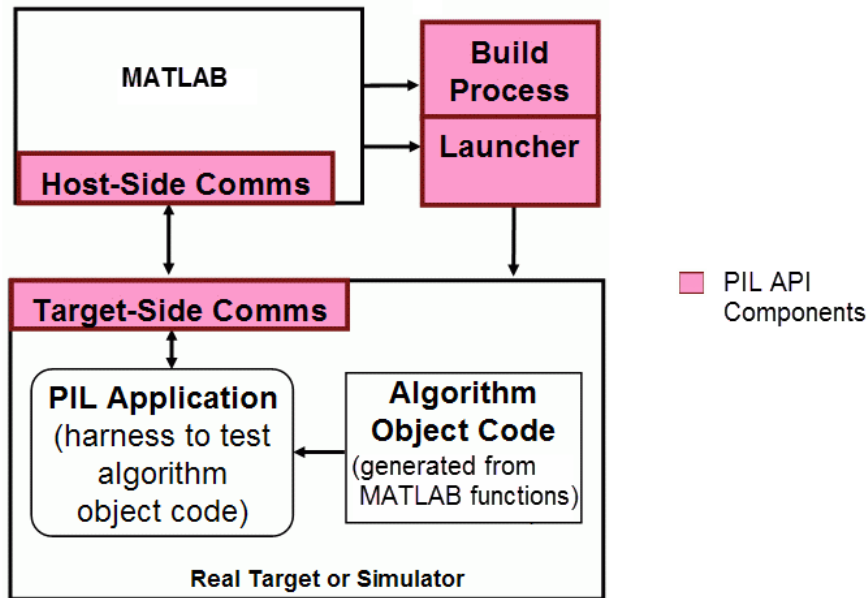 MATLAB
Build
Process
Launcher
Host-Side Comms
Target-Side Comms
PIL API
Components
PIL Application
(harness to test
algorithm
object code)
Algorithm
Object Code
(generated from
MATLAB functions)
Real Target or Simulator